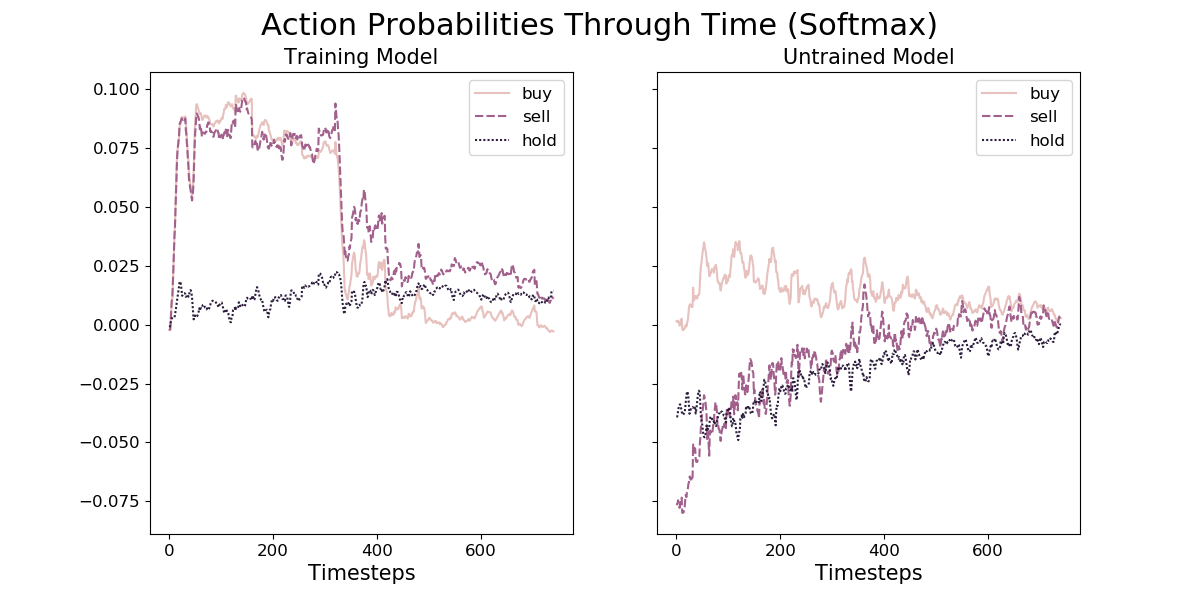 Action Probabilities Through Time (Softmax)
Training Model
Untrained Model
0.100
0.075
0.050
0.025
0.000
−0.025
−0.050
−0.075
buy
sell
hold
buy
sell
hold
0 200 400 600
0 200 400 600
Timesteps
Timesteps